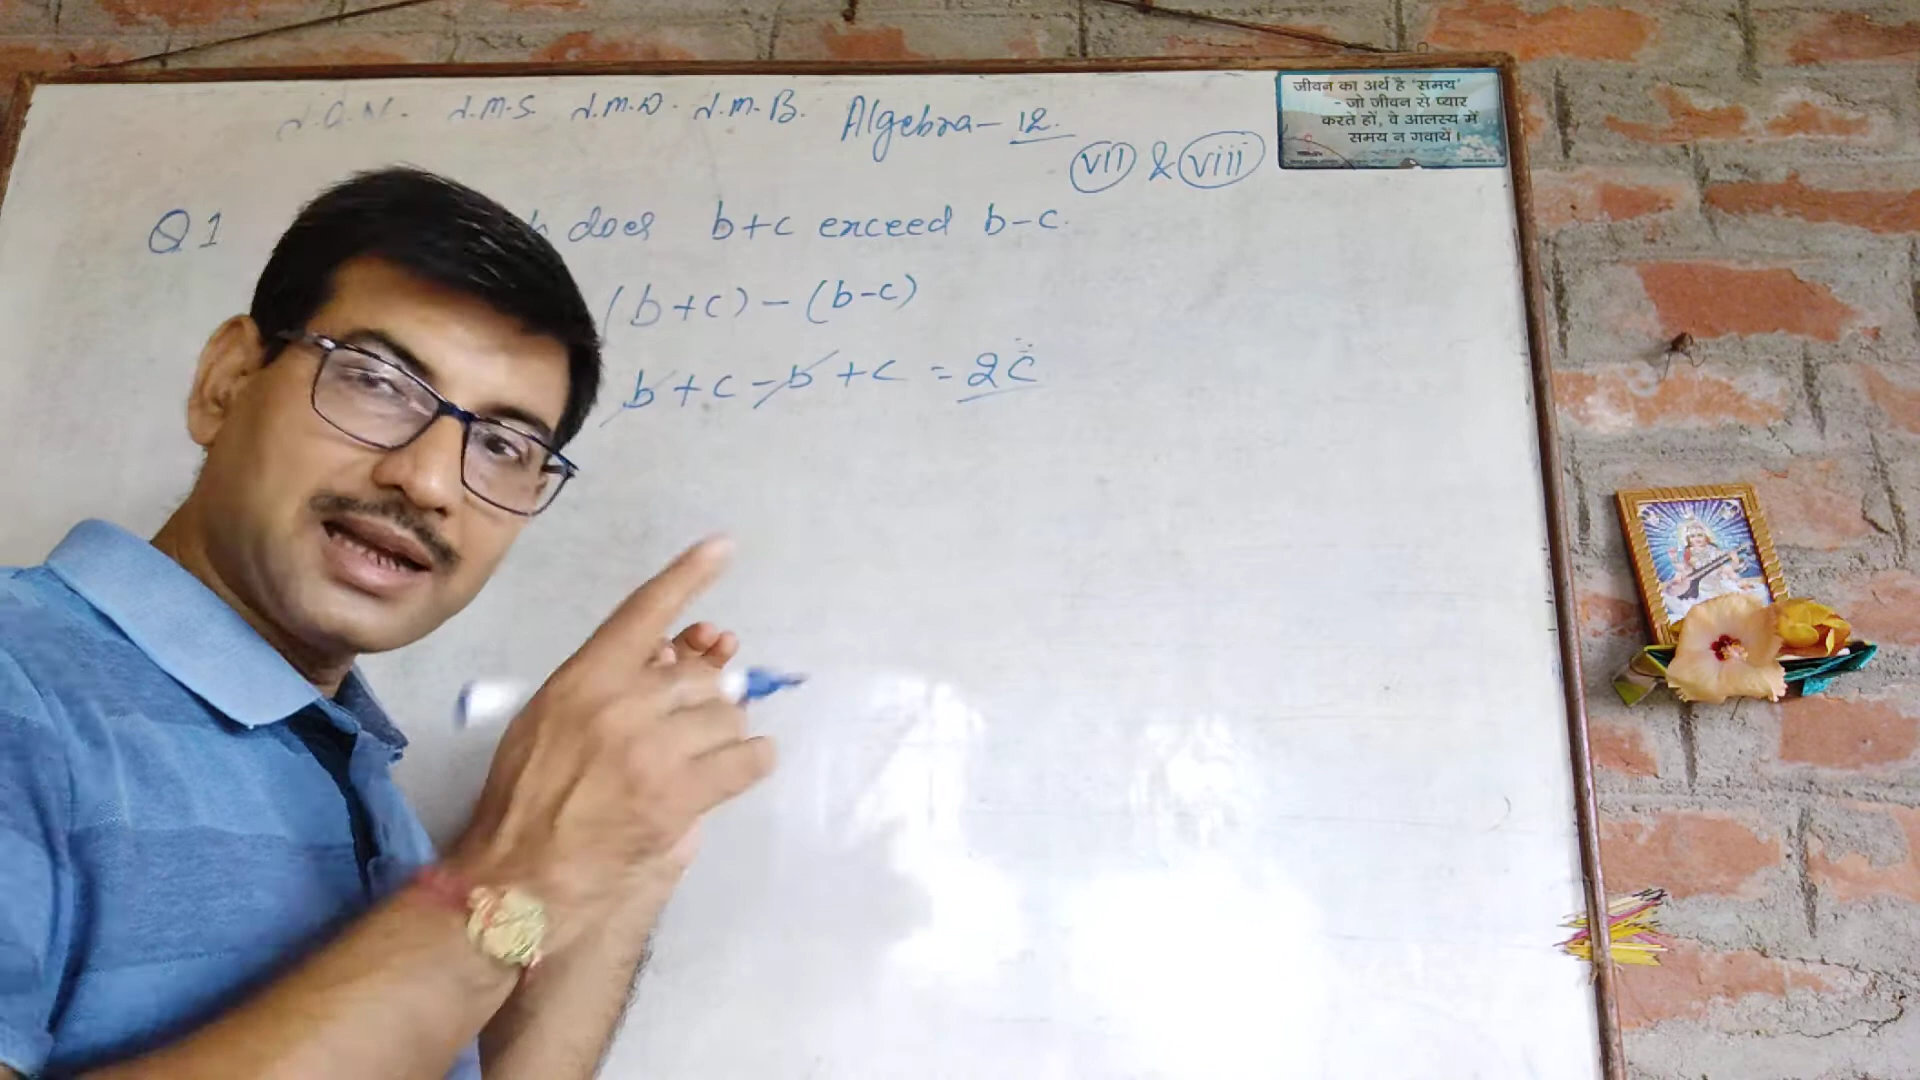 N.M.S. N.M.D. N.M.B. Algebra - 12.
VII & VIII
जीवन का अर्थ है 'समय'
- जो जीवन से प्यार
करते हों, वे आलस्य में
समय न गवायें।
Q1 does b+c exceed b-c.
(b+c)-(b-c)
b+c-b+c = 2c